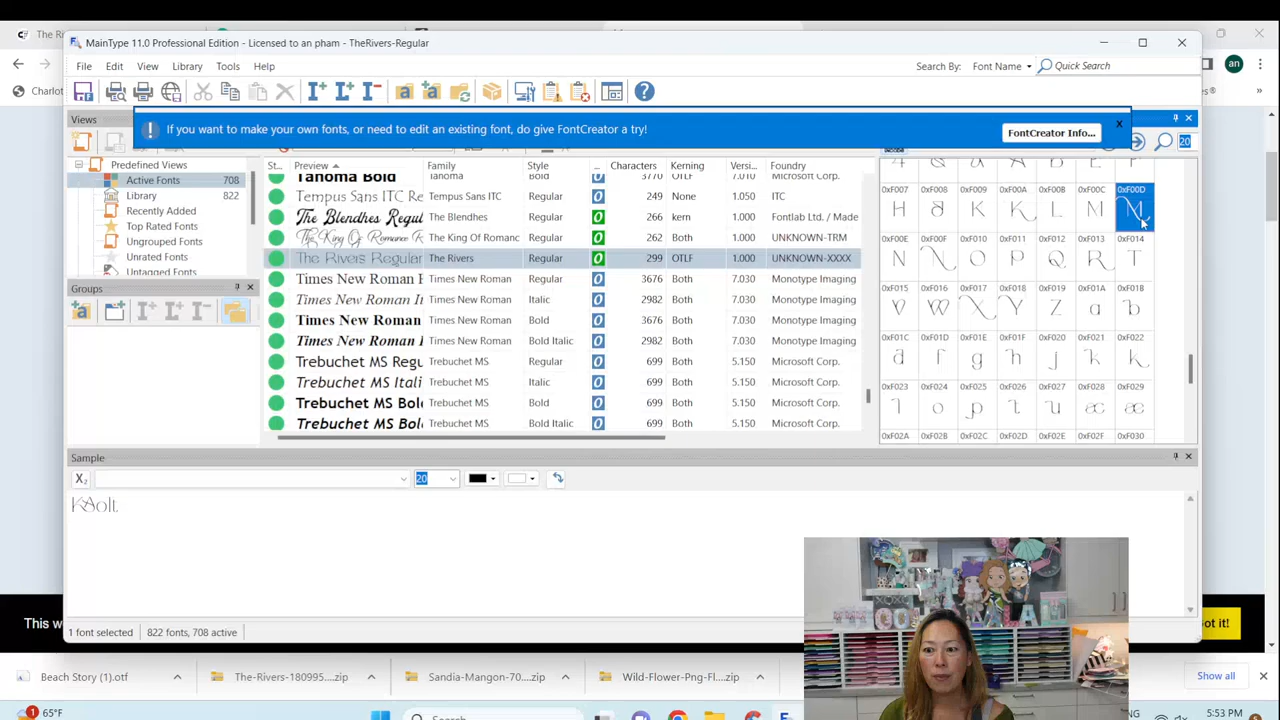 The R
MainType 11.0 Professional Edition - Licensed to an pham - TheRivers-Regular
an
File Edit View Library Tools Help Search By: Font Name Quick Search
Charlot
Views
If you want to make your own fonts, or need to edit an existing font, do give FontCreator a try!
FontCreator Info...
x
20
Predefined Views
St... Preview Family Style ... Characters Kerning Versi... Foundry
Active Fonts 708
Library 822
Recently Added
Top Rated Fonts
Ungrouped Fonts
Unrated Fonts
Untagged Fonts
Groups
Tahoma Bold Tahoma Bold 3770 OTLF 7.010 Microsoft Corp.
Tempus Sans ITC Re Tempus Sans ITC Regular 249 None 1.050 ITC
The Blendhes Regul The Blendhes Regular 266 kern 1.000 Fontlab Ltd. / Made
The King Of Romance The King Of Romanc Regular 262 Both 1.000 UNKNOWN-TRM
The Rivers Regular The Rivers Regular 299 OTLF 1.000 UNKNOWN-XXXX
Times New Roman R Times New Roman Regular 3676 Both 7.030 Monotype Imaging
Times New Roman It Times New Roman Italic 2982 Both 7.030 Monotype Imaging
Times New Roman Times New Roman Bold 3676 Both 7.030 Monotype Imaging
Times New Roman I Times New Roman Bold Italic 2982 Both 7.030 Monotype Imaging
Trebuchet MS Regu Trebuchet MS Regular 699 Both 5.150 Microsoft Corp.
Trebuchet MS Itali Trebuchet MS Italic 699 Both 5.150 Microsoft Corp.
Trebuchet MS Bol Trebuchet MS Bold 699 Both 5.150 Microsoft Corp.
Trebuchet MS Bol Trebuchet MS Bold Italic 699 Both 5.150 Microsoft Corp.
0xF007 0xF008 0xF009 0xF00A 0xF00B 0xF00C 0xF00D
H a K K L M M
0xF00E 0xF00F 0xF010 0xF011 0xF012 0xF013 0xF014
N N O P Q R T
0xF015 0xF016 0xF017 0xF018 0xF019 0xF01A 0xF01B
V W X Y Z a b
0xF01C 0xF01D 0xF01E 0xF01F 0xF020 0xF021 0xF022
d f g h j k k
0xF023 0xF024 0xF025 0xF026 0xF027 0xF028 0xF029
l o p t u æ œ
0xF02A 0xF02B 0xF02C 0xF02D 0xF02E 0xF02F 0xF030
Sample
X₂ 20
KAolt.
1 font selected 822 fonts, 708 active
This w
ot it!
Beach Story (1).otf The-Rivers-180995....zip Sandia-Mangon-70....zip Wild-Flower-Png-Fl....zip Show all
65°F
Search
ENG
5:53 PM